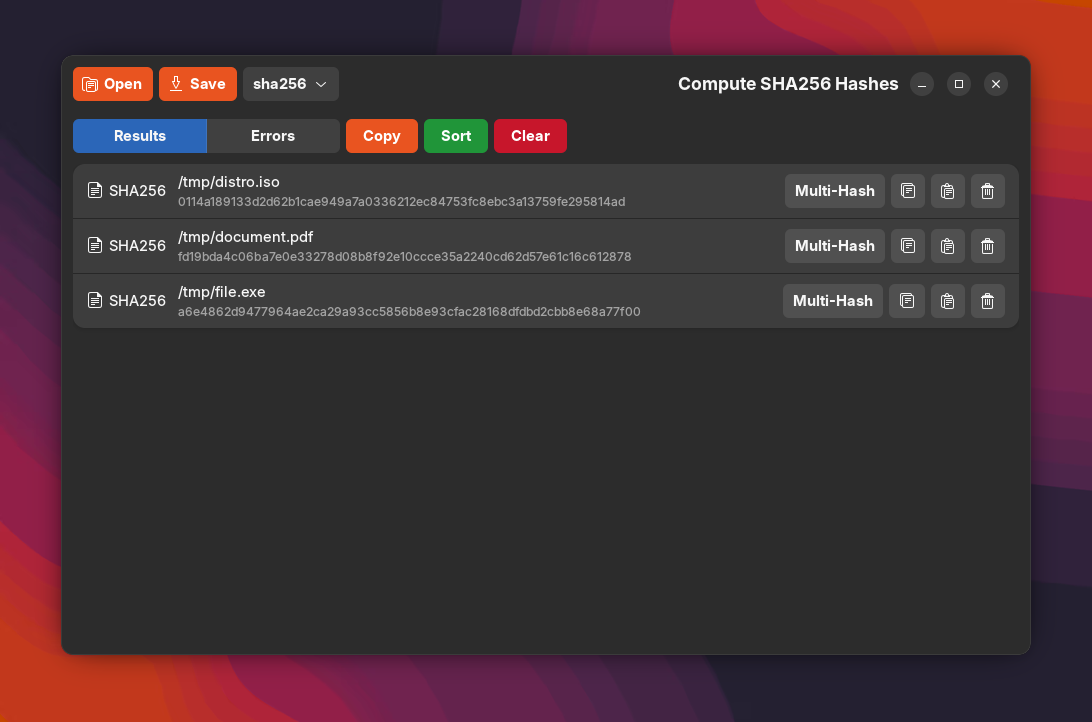 Open Save sha256 Compute SHA256 Hashes
Results Errors Copy Sort Clear
SHA256 /tmp/distro.iso Multi-Hash
0114a189133d2d62b1cae949a7a0336212ec84753fc8ebc3a13759fe295814ad
SHA256 /tmp/document.pdf Multi-Hash
fd19bda4c06ba7e0e33278d08b8f92e10ccce35a2240cd62d57e61c16c612878
SHA256 /tmp/file.exe Multi-Hash
a6e4862d9477964ae2ca29a93cc5856b8e93cfac28168dfdbd2cbb8e68a77f00